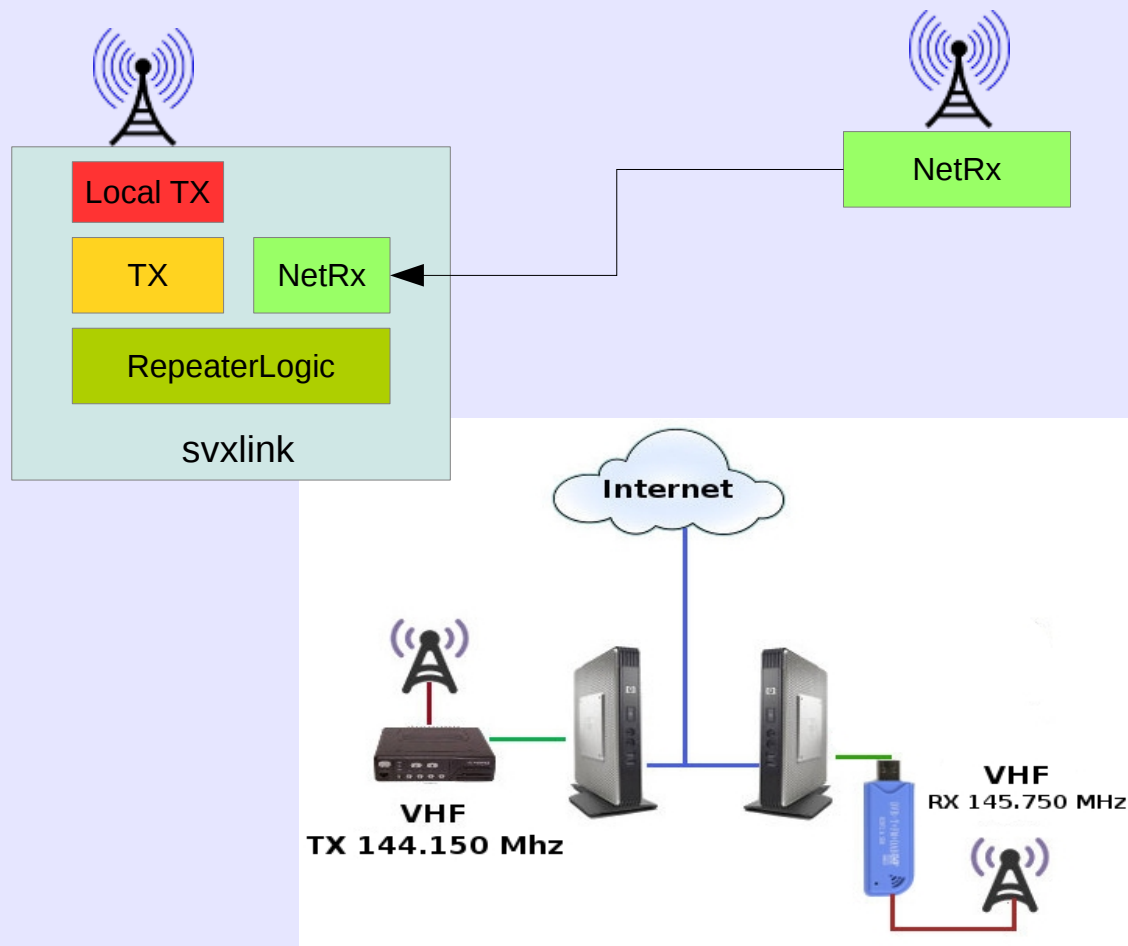 Local TX
TX
NetRx
RepeaterLogic
svxlink
NetRx
Internet
VHF
TX 144.150 Mhz
VHF
RX 145.750 MHz